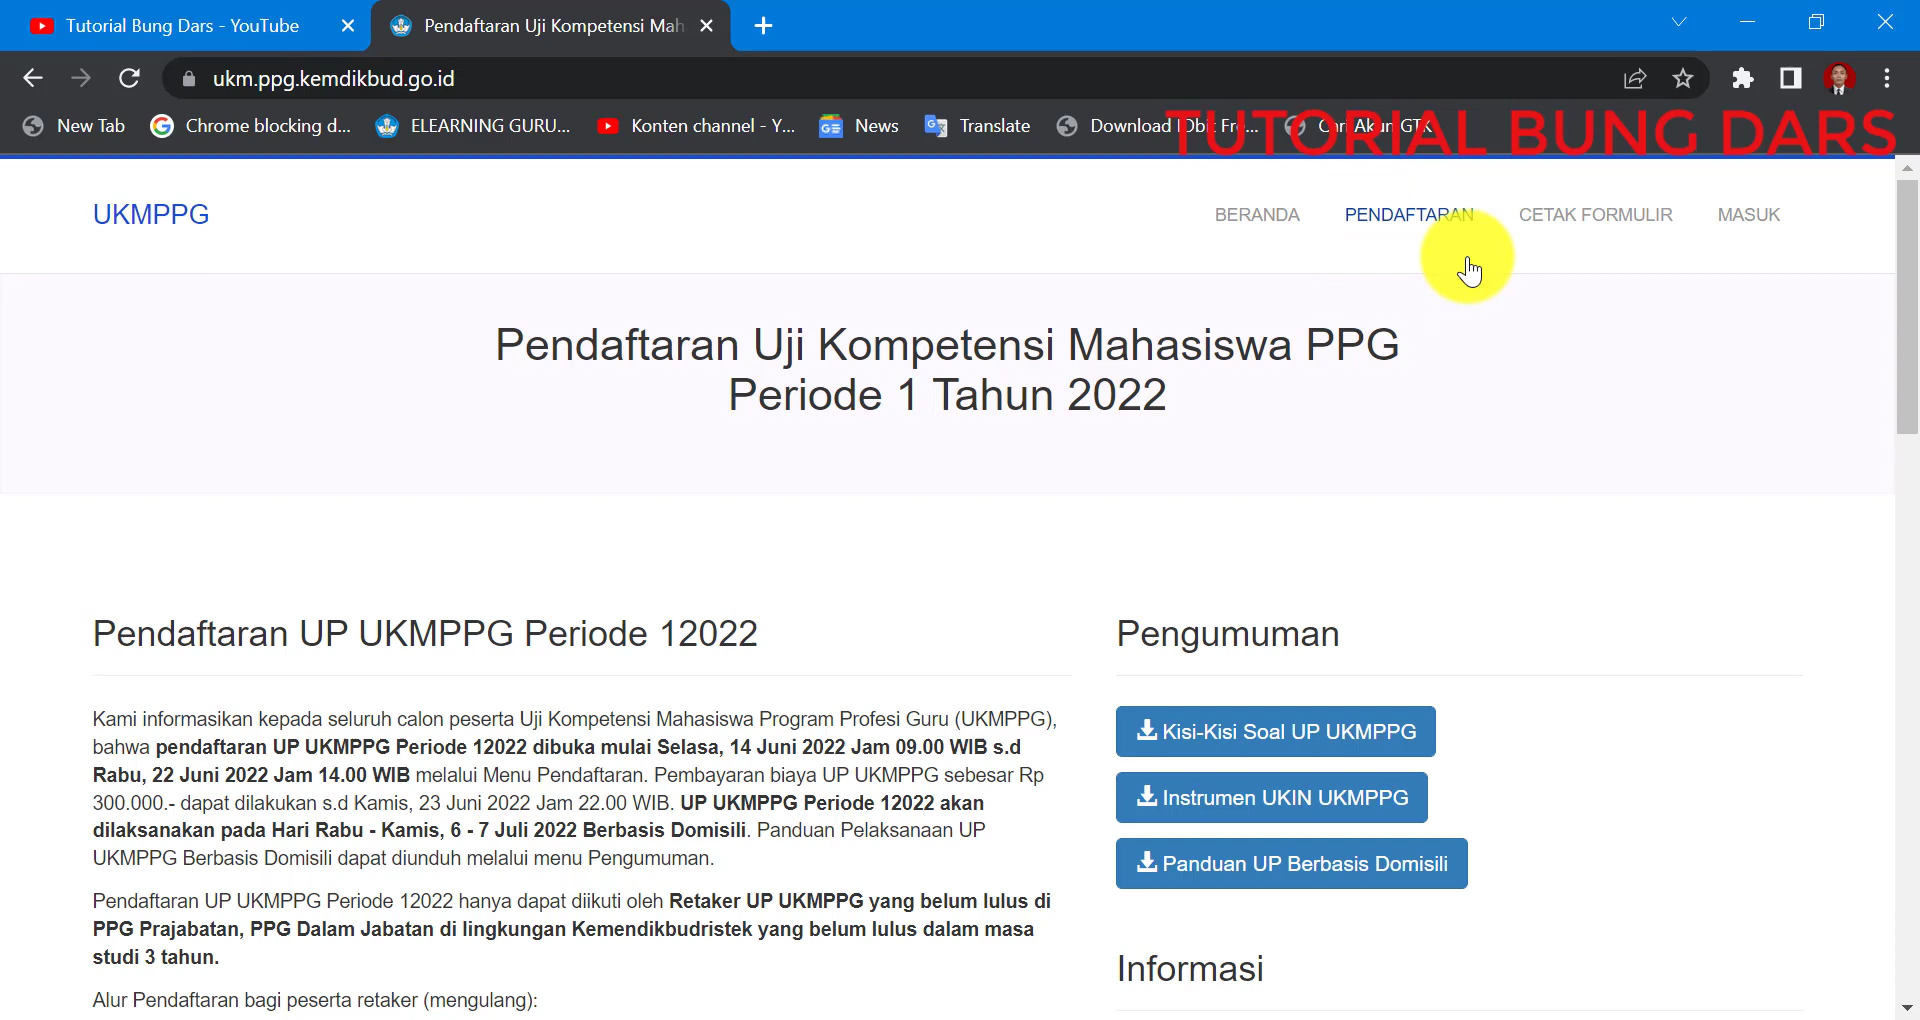 Tutorial Bung Dars - YouTube
Pendaftaran Uji Kompetensi Mah
ukm.ppg.kemdikbud.go.id
New Tab
Chrome blocking d...
ELEARNING GURU...
Konten channel - Y...
News
Translate
Download IObit Fre...
Cari Akun GTK
TUTORIAL BUNG DARS
UKMPPG
BERANDA
PENDAFTARAN
CETAK FORMULIR
MASUK
Pendaftaran Uji Kompetensi Mahasiswa PPG
Periode 1 Tahun 2022
Pendaftaran UP UKMPPG Periode 12022
Kami informasikan kepada seluruh calon peserta Uji Kompetensi Mahasiswa Program Profesi Guru (UKMPPG),
bahwa pendaftaran UP UKMPPG Periode 12022 dibuka mulai Selasa, 14 Juni 2022 Jam 09.00 WIB s.d
Rabu, 22 Juni 2022 Jam 14.00 WIB melalui Menu Pendaftaran. Pembayaran biaya UP UKMPPG sebesar Rp
300.000.- dapat dilakukan s.d Kamis, 23 Juni 2022 Jam 22.00 WIB. UP UKMPPG Periode 12022 akan
dilaksanakan pada Hari Rabu - Kamis, 6 - 7 Juli 2022 Berbasis Domisili. Panduan Pelaksanaan UP
UKMPPG Berbasis Domisili dapat diunduh melalui menu Pengumuman.
Pendaftaran UP UKMPPG Periode 12022 hanya dapat diikuti oleh Retaker UP UKMPPG yang belum lulus di
PPG Prajabatan, PPG Dalam Jabatan di lingkungan Kemendikbudristek yang belum lulus dalam masa
studi 3 tahun.
Alur Pendaftaran bagi peserta retaker (mengulang):
Pengumuman
Kisi-Kisi Soal UP UKMPPG
Instrumen UKIN UKMPPG
Panduan UP Berbasis Domisili
Informasi